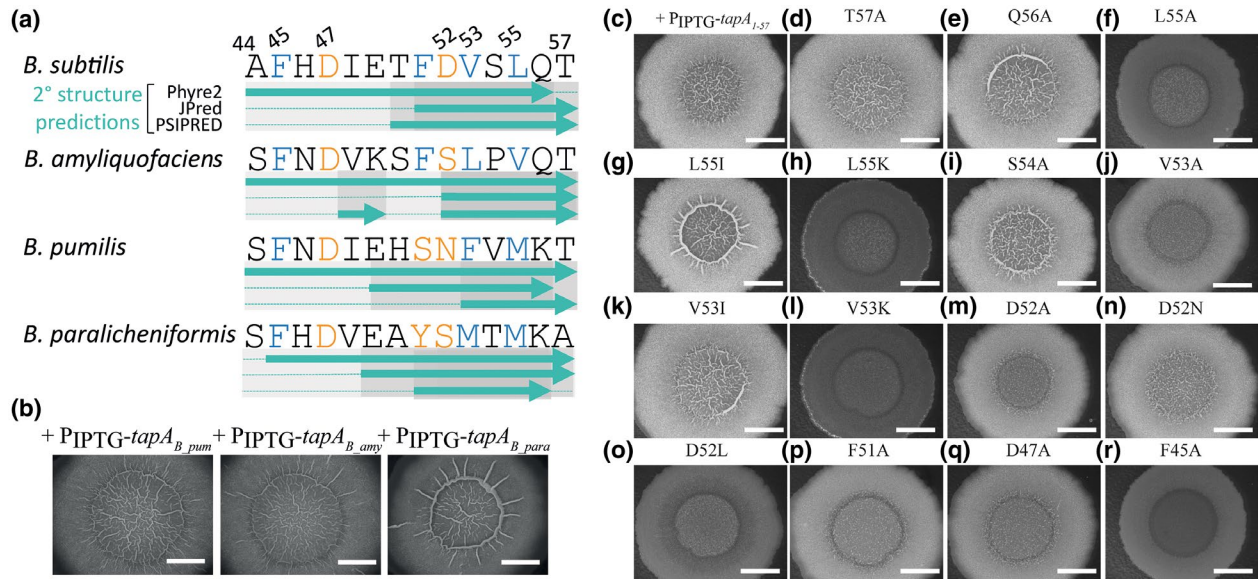 (a)
44 45 47 52 53 55 57
B. subtilis AFHDIETFDVSLQT
2° structure predictions
Phyre2
JPred
PSIPRED
B. amyliquofaciens SFNDVKSFSLPVQT
B. pumilis SFNDIEHSNFVMKT
B. paralicheniformis SFHDVEAYSMTMKA
(b)
+ PIPTG-tapAB_pum + PIPTG-tapAB_amy + PIPTG-tapAB_para
(c) + PIPTG-tapA1-57 (d) T57A (e) Q56A (f) L55A
(g) L55I (h) L55K (i) S54A (j) V53A
(k) V53I (l) V53K (m) D52A (n) D52N
(o) D52L (p) F51A (q) D47A (r) F45A